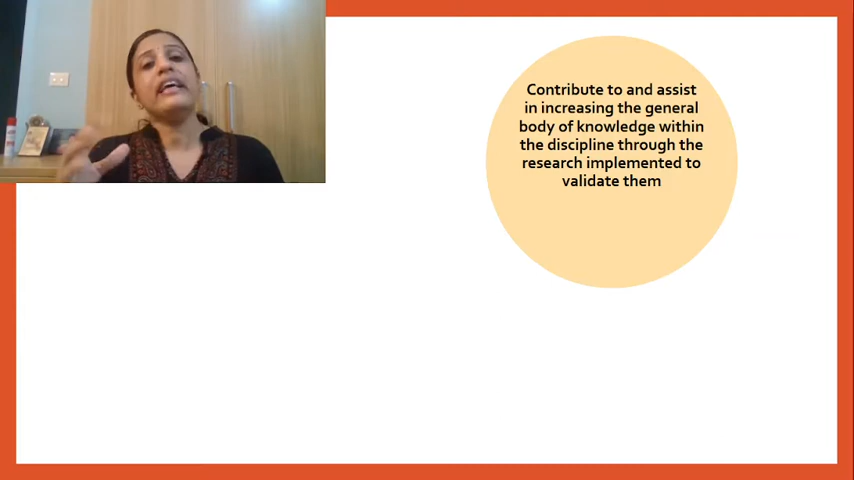 Contribute to and assist
in increasing the general
body of knowledge within
the discipline through the
research implemented to
validate them